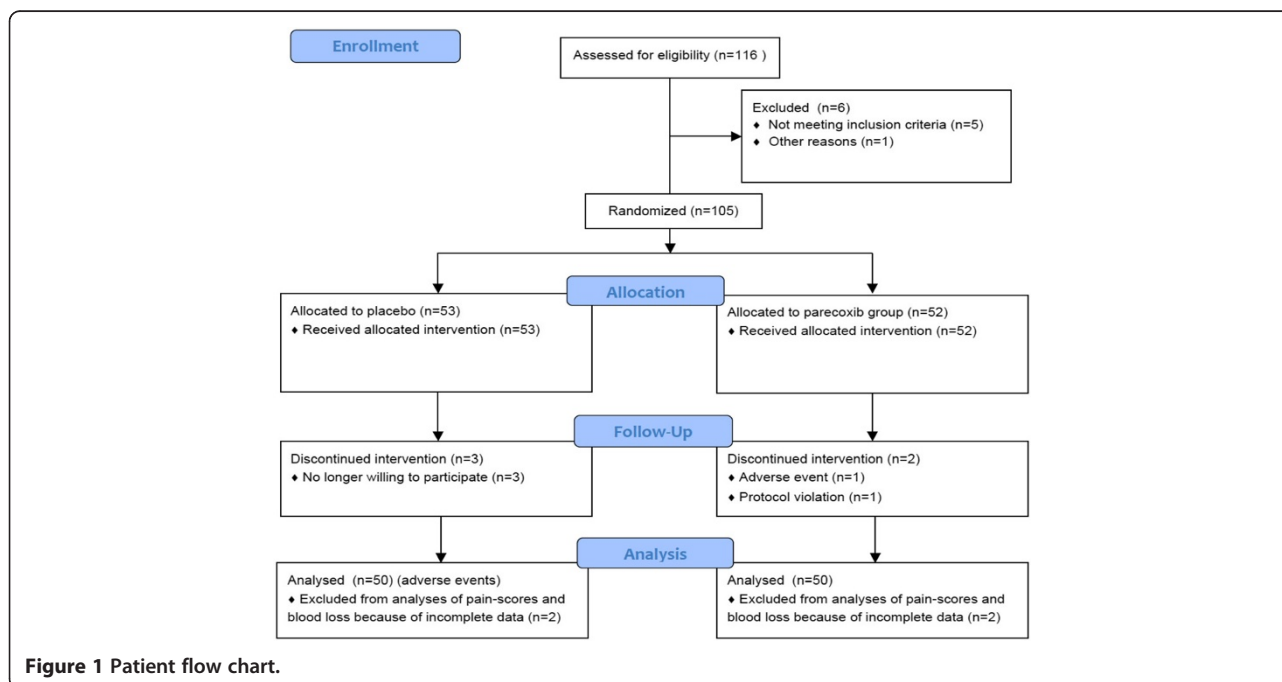 Enrollment
Assessed for eligibility (n=116 )
Excluded (n=6)
♦ Not meeting inclusion criteria (n=5)
♦ Other reasons (n=1)
Randomized (n=105)
Allocation
Allocated to placebo (n=53)
♦ Received allocated intervention (n=53)
Allocated to parecoxib group (n=52)
♦ Received allocated intervention (n=52)
Follow-Up
Discontinued intervention (n=3)
♦ No longer willing to participate (n=3)
Discontinued intervention (n=2)
♦ Adverse event (n=1)
♦ Protocol violation (n=1)
Analysis
Analysed (n=50) (adverse events)
♦ Excluded from analyses of pain-scores and
blood loss because of incomplete data (n=2)
Analysed (n=50)
♦ Excluded from analyses of pain-scores and
blood loss because of incomplete data (n=2)
Figure 1 Patient flow chart.